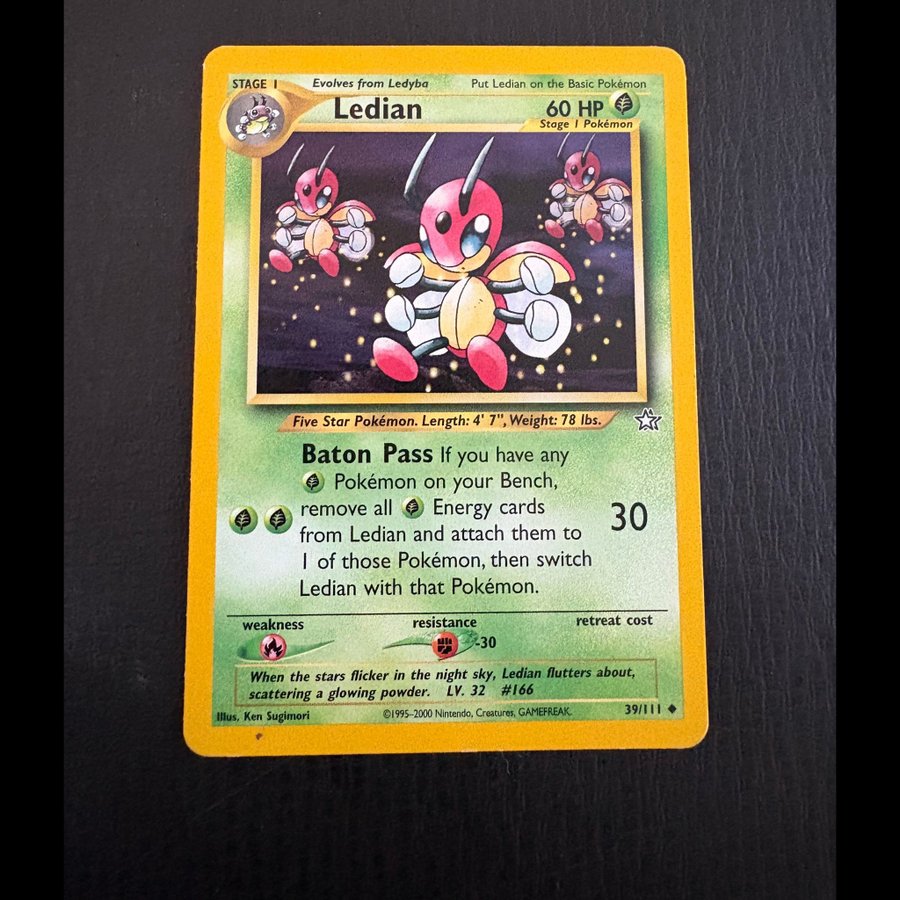 STAGE 1 Evolves from Ledyba Put Ledian on the Basic Pokémon
Ledian 60 HP
Stage 1 Pokémon
Five Star Pokémon. Length: 4' 7", Weight: 78 lbs.
Baton Pass If you have any
Pokémon on your Bench,
remove all Energy cards
from Ledian and attach them to
1 of those Pokémon, then switch
Ledian with that Pokémon.
30
weakness resistance retreat cost
-30
When the stars flicker in the night sky, Ledian flutters about,
scattering a glowing powder. LV. 32 #166
Illus. Ken Sugimori ©1995–2000 Nintendo, Creatures, GAMEFREAK. 39/111